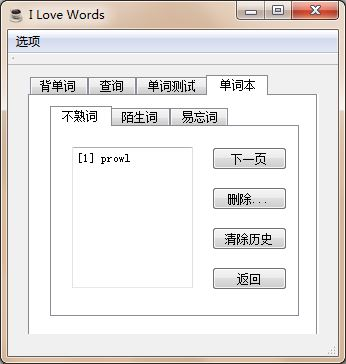 I Love Words
选项
背单词 查询 单词测试 单词本
不熟词 陌生词 易忘词
[1] prowl
下一页
删除...
清除历史
返回